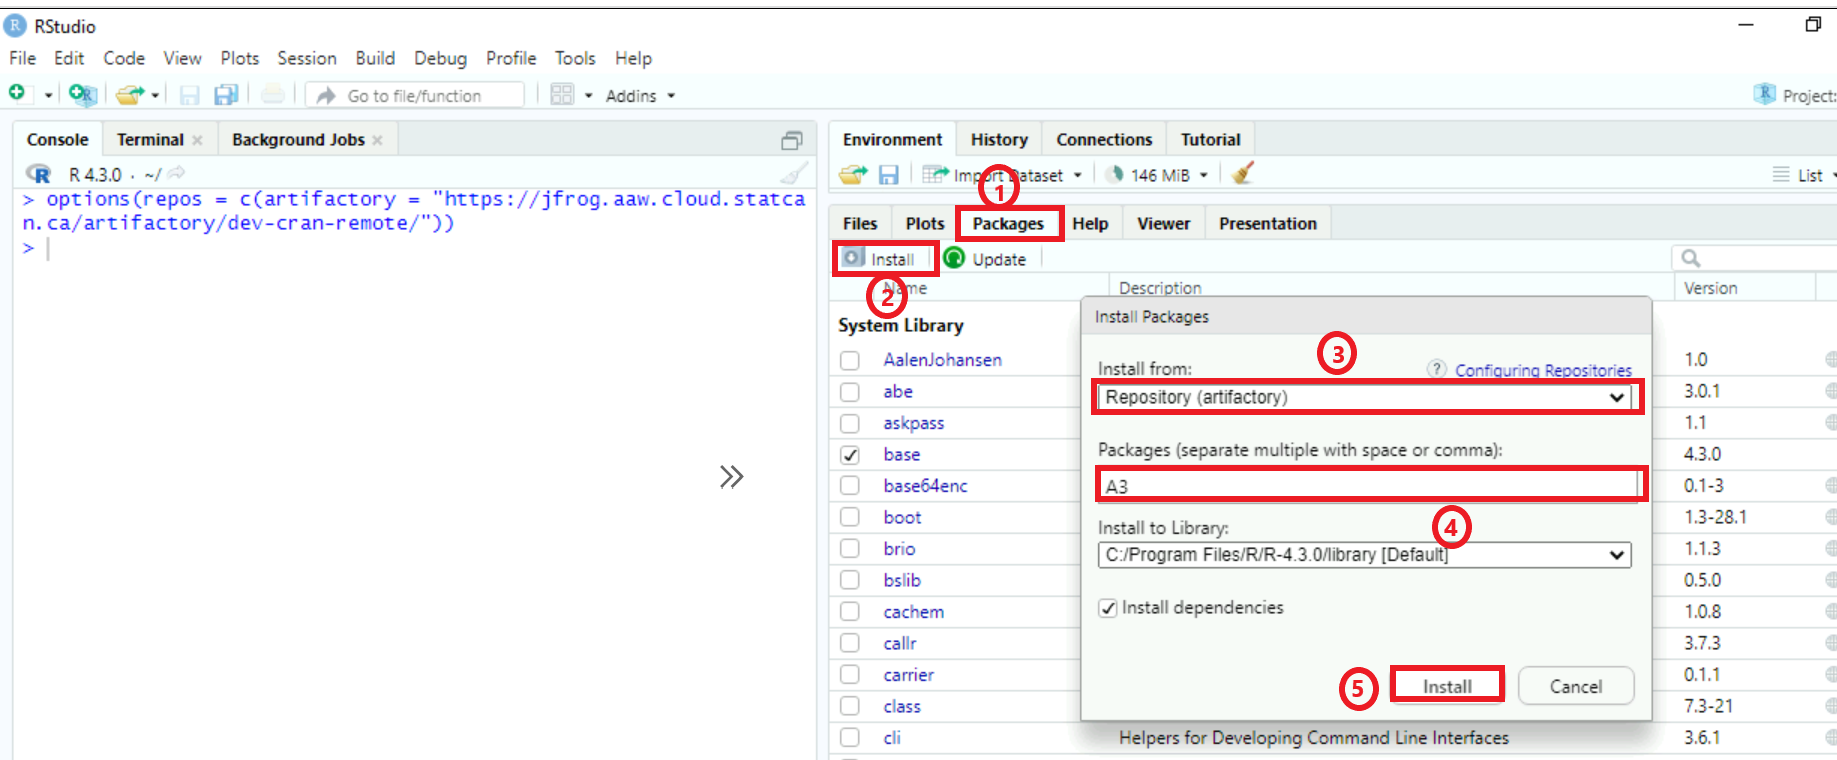 RStudio
File Edit Code View Plots Session Build Debug Profile Tools Help
Go to file/function Addins Project:
Console Terminal Background Jobs
R 4.3.0 · ~/
> options(repos = c(artifactory = "https://jfrog.aaw.cloud.statca
n.ca/artifactory/dev-cran-remote/"))
>
Environment History Connections Tutorial
Import Dataset 146 MiB List
1
Files Plots Packages Help Viewer Presentation
Install Update
2
Name Description Version
System Library
AalenJohansen 1.0
abe 3.0.1
askpass 1.1
base 4.3.0
base64enc 0.1-3
boot 1.3-28.1
brio 1.1.3
bslib 0.5.0
cachem 1.0.8
callr 3.7.3
carrier 0.1.1
class 7.3-21
cli Helpers for Developing Command Line Interfaces 3.6.1
Install Packages
3
Install from: ? Configuring Repositories
Repository (artifactory)
Packages (separate multiple with space or comma):
A3
4
Install to Library:
C:/Program Files/R/R-4.3.0/library [Default]
Install dependencies
5 Install Cancel